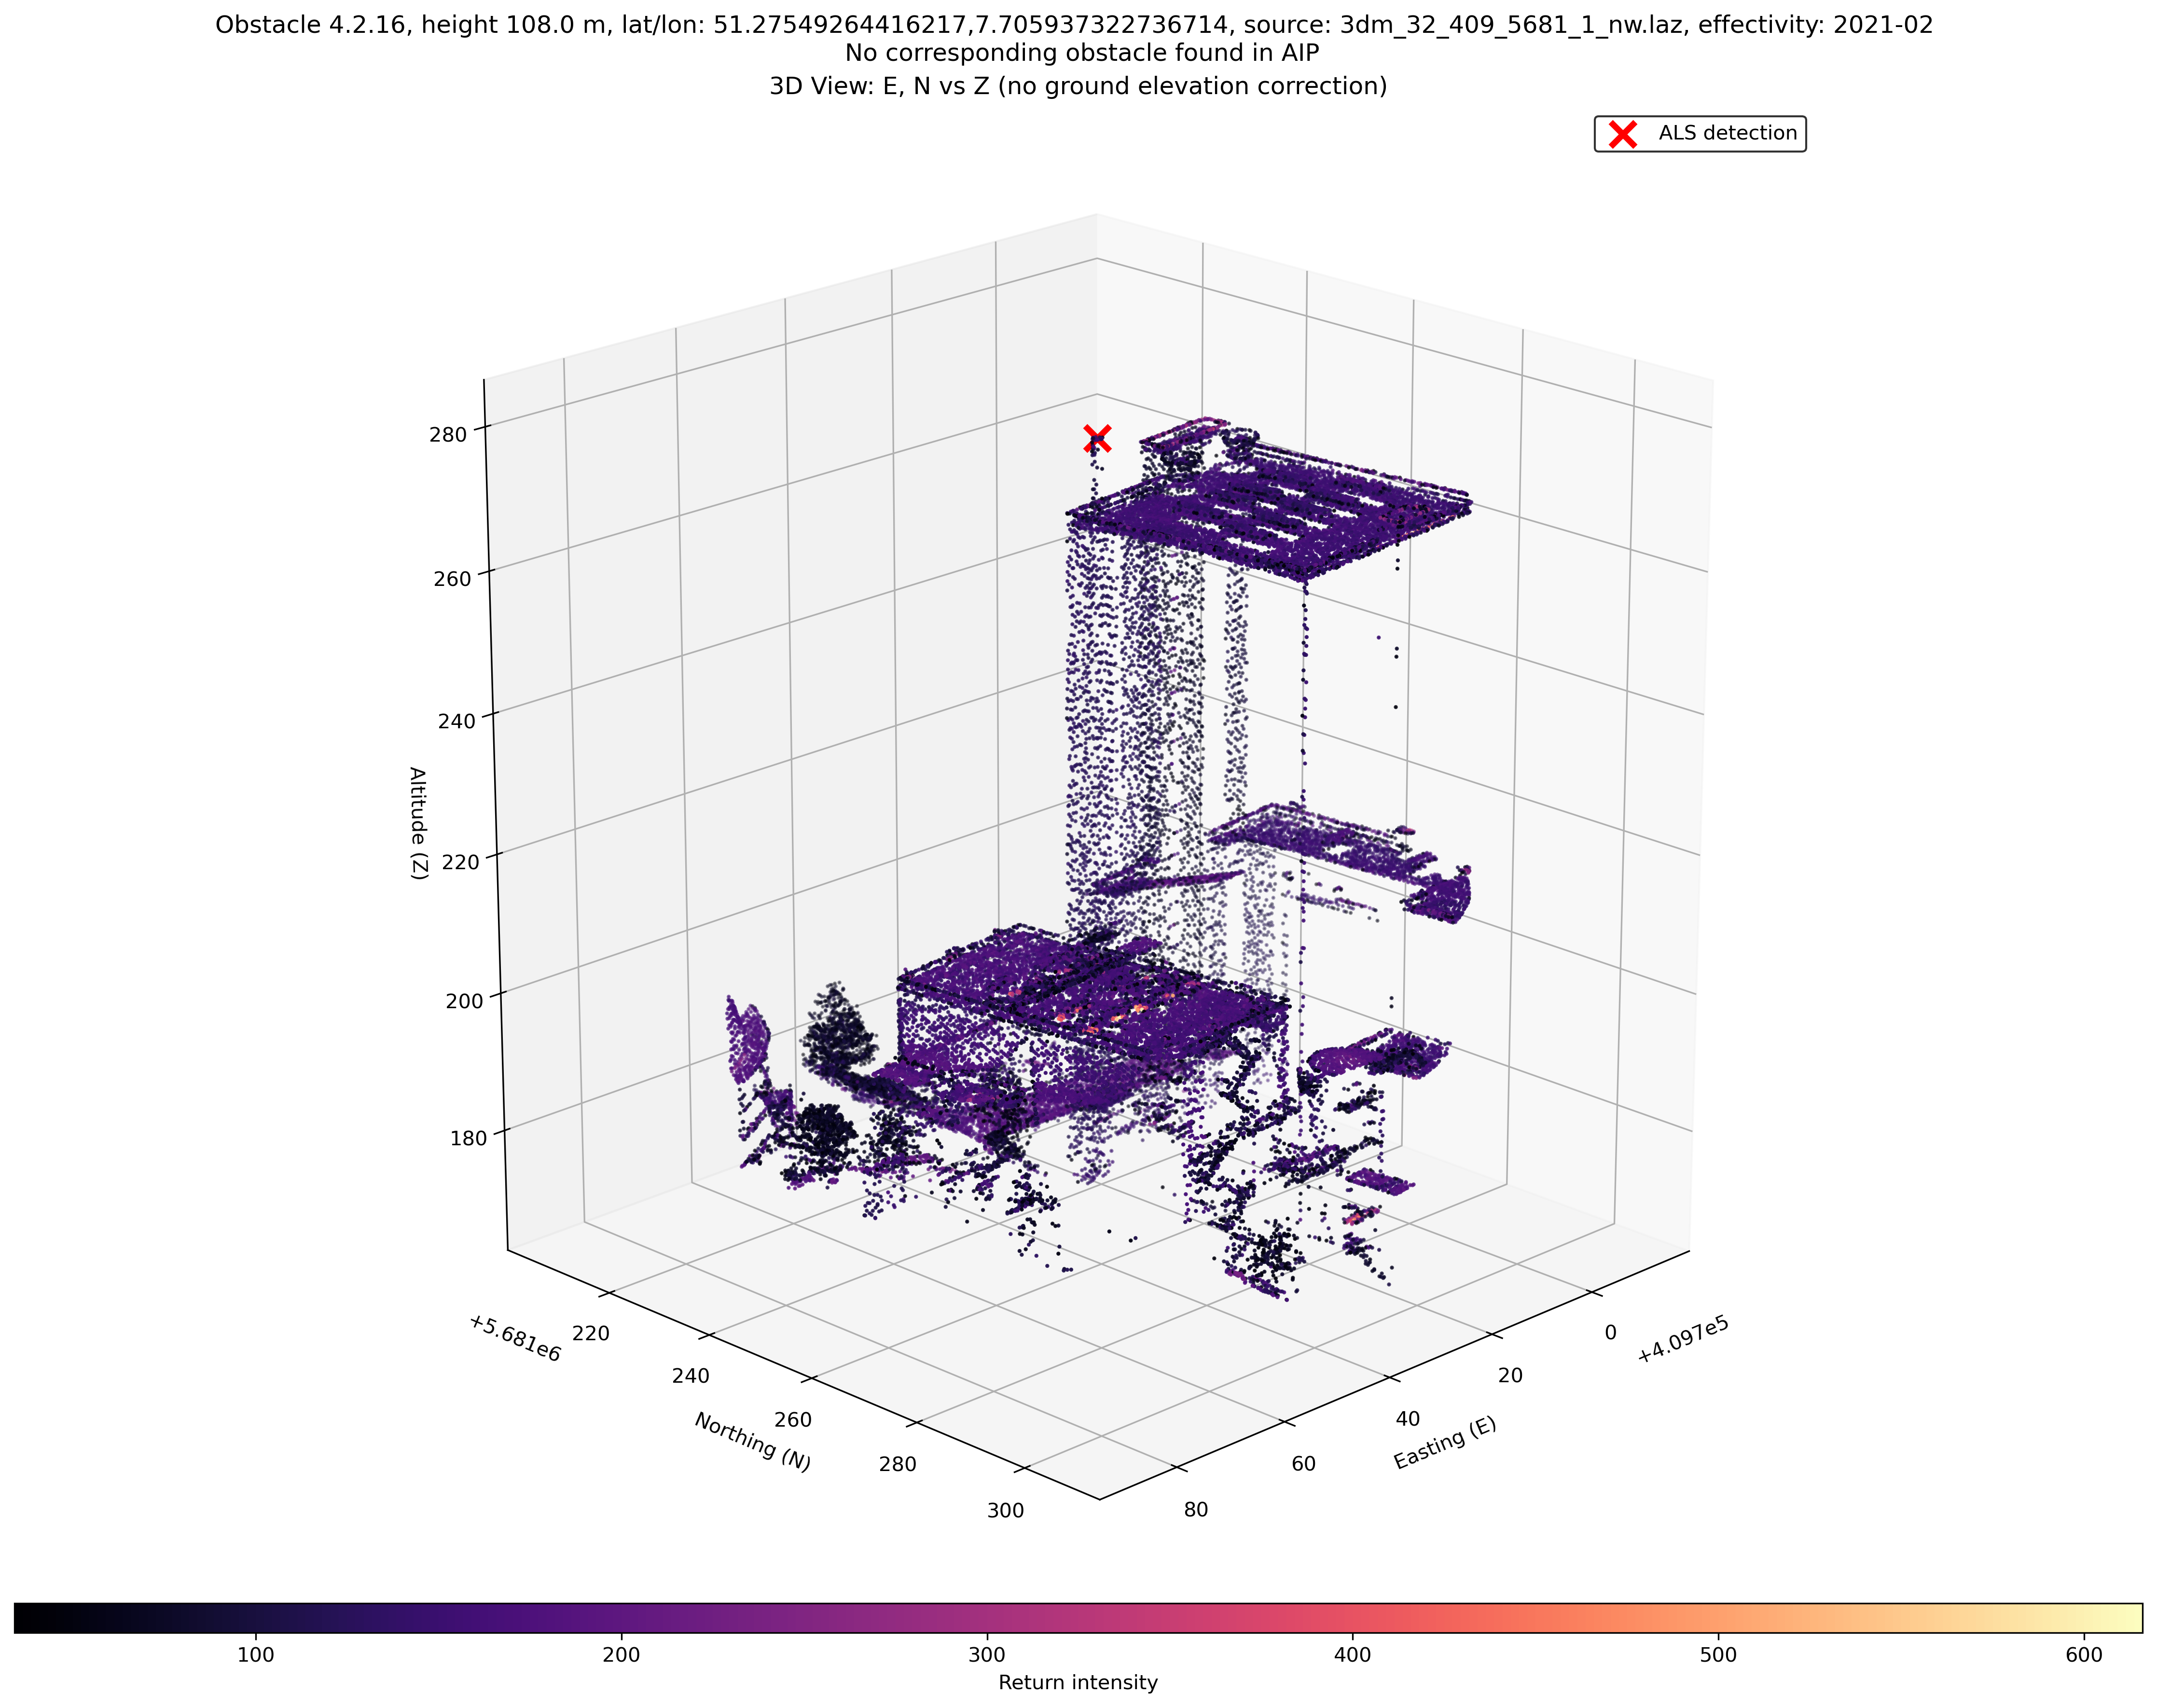 Obstacle 4.2.16, height 108.0 m, lat/lon: 51.27549264416217,7.705937322736714, source: 3dm_32_409_5681_1_nw.laz, effectivity: 2021-02
No corresponding obstacle found in AIP
3D View: E, N vs Z (no ground elevation correction)
ALS detection
280
260
240
220
200
180
Altitude (Z)
+5.681e6
220
240
260
280
300
Northing (N)
80
60
40
20
0
+4.097e5
Easting (E)
100
200
300
400
500
600
Return intensity